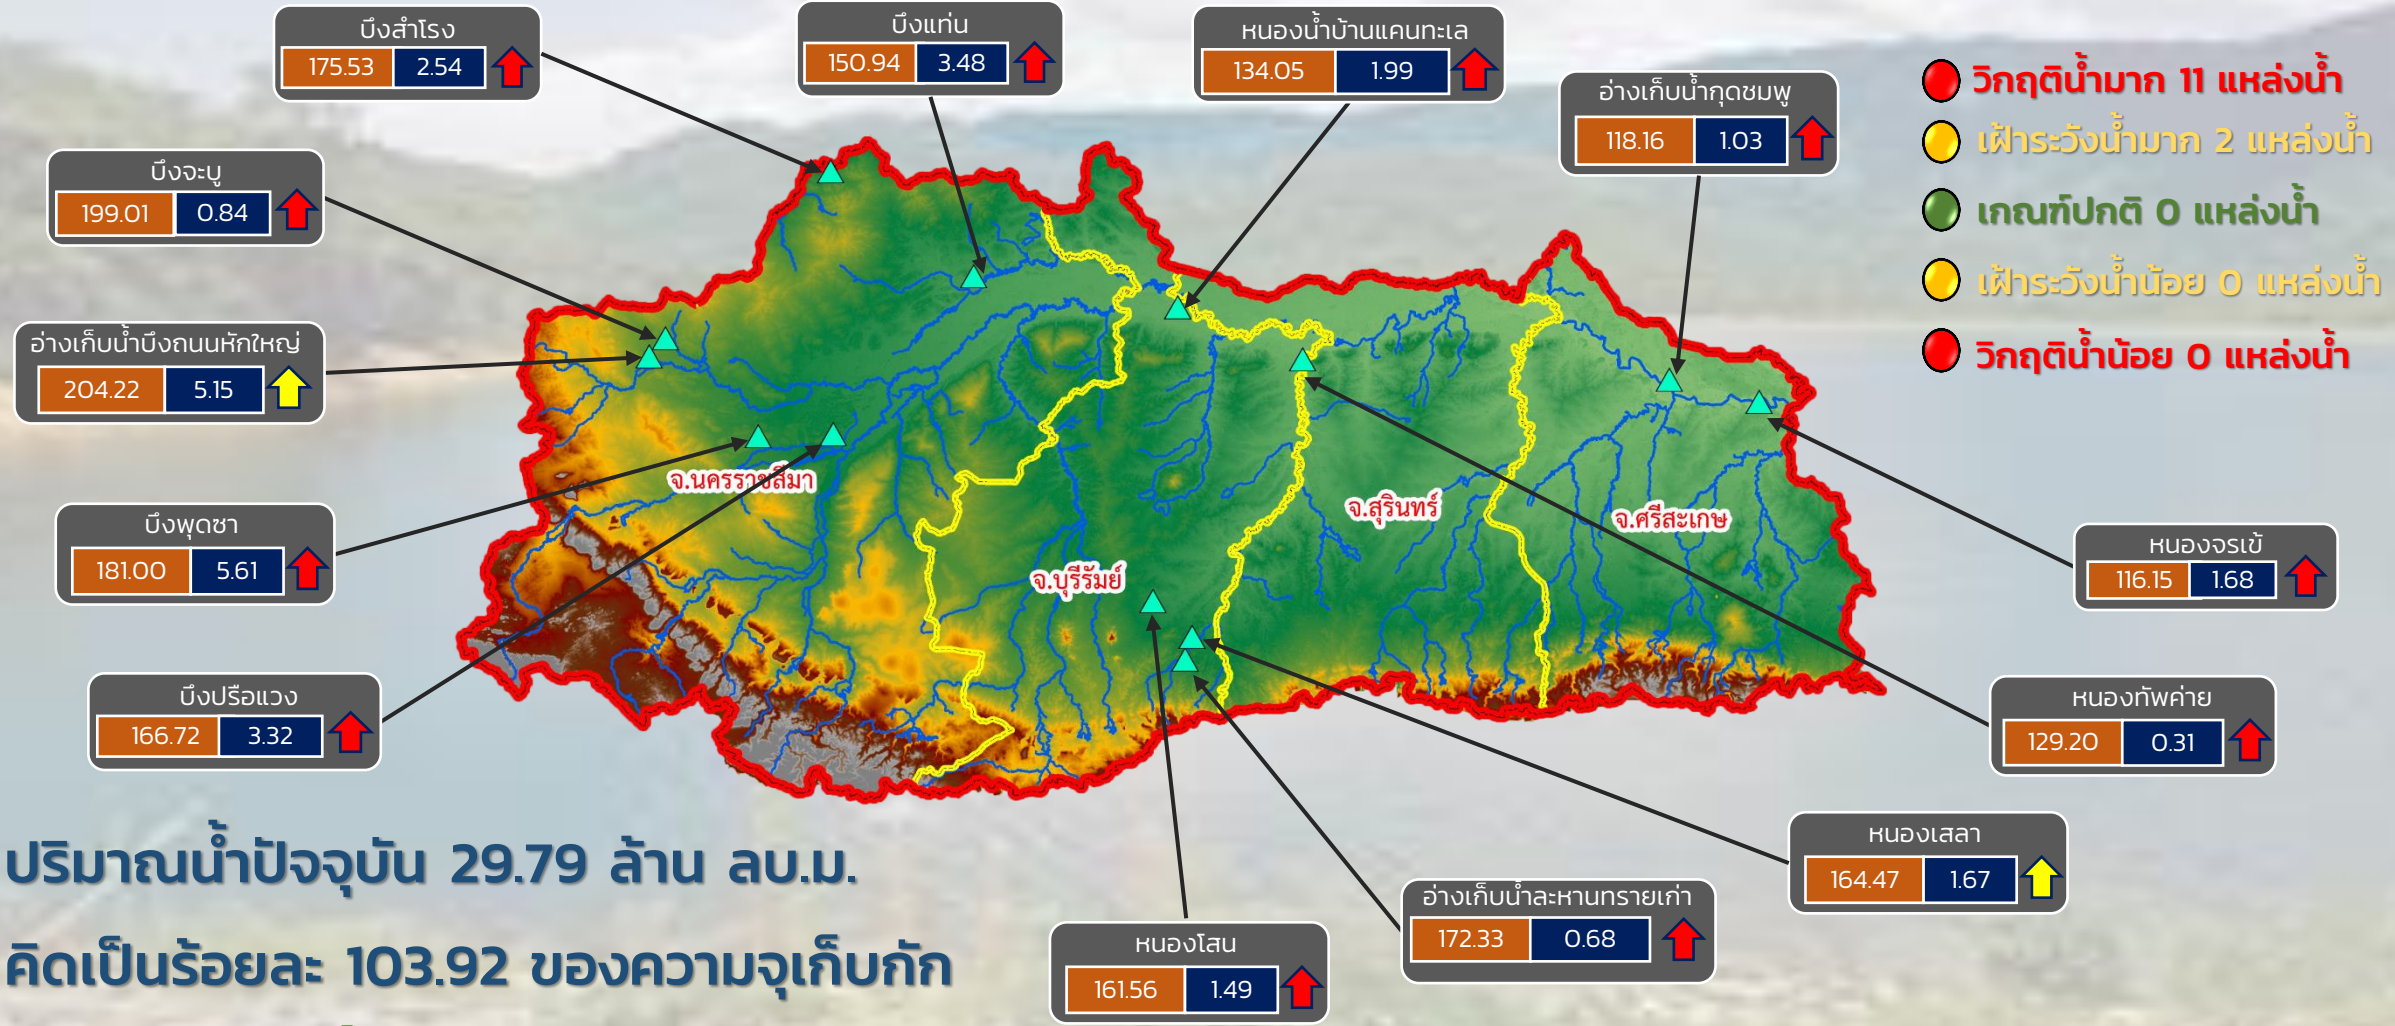 บึงสำโรง
175.53 2.54
บึงแท่น
150.94 3.48
หนองน้ำบ้านแคนทะเล
134.05 1.99
อ่างเก็บน้ำกุดชมพู
118.16 1.03
วิกฤติน้ำมาก 11 แหล่งน้ำ
เฝ้าระวังน้ำมาก 2 แหล่งน้ำ
เกณฑ์ปกติ 0 แหล่งน้ำ
เฝ้าระวังน้ำน้อย 0 แหล่งน้ำ
วิกฤติน้ำน้อย 0 แหล่งน้ำ
บึงจะบู
199.01 0.84
อ่างเก็บน้ำบึงถนนหักใหญ่
204.22 5.15
บึงพุดซา
181.00 5.61
บึงปรือแวง
166.72 3.32
จ.นครราชสีมา
จ.บุรีรัมย์
จ.สุรินทร์
จ.ศรีสะเกษ
หนองจรเข้
116.15 1.68
หนองทัพค่าย
129.20 0.31
หนองเสลา
164.47 1.67
อ่างเก็บน้ำละหานทรายเก่า
172.33 0.68
หนองโสน
161.56 1.49
ปริมาณน้ำปัจจุบัน 29.79 ล้าน ลบ.ม.
คิดเป็นร้อยละ 103.92 ของความจุเก็บกัก